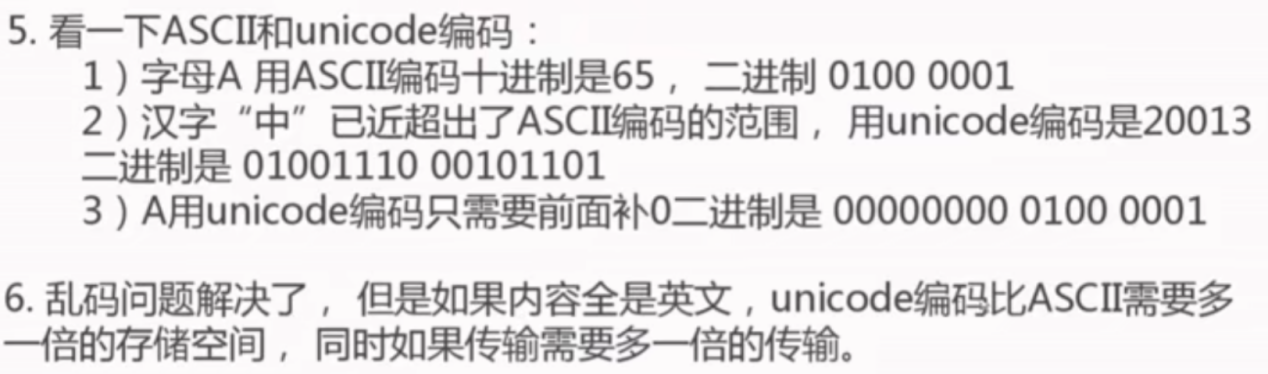 5. 看一下ASCII和unicode编码：
1）字母A 用ASCII编码十进制是65， 二进制 0100 0001
2）汉字“中” 已近超出了ASCII编码的范围， 用unicode编码是20013
二进制是 01001110 00101101
3）A用unicode编码只需要前面补0二进制是 00000000 0100 0001
6. 乱码问题解决了， 但是如果内容全是英文，unicode编码比ASCII需要多
一倍的存储空间， 同时如果传输需要多一倍的传输。